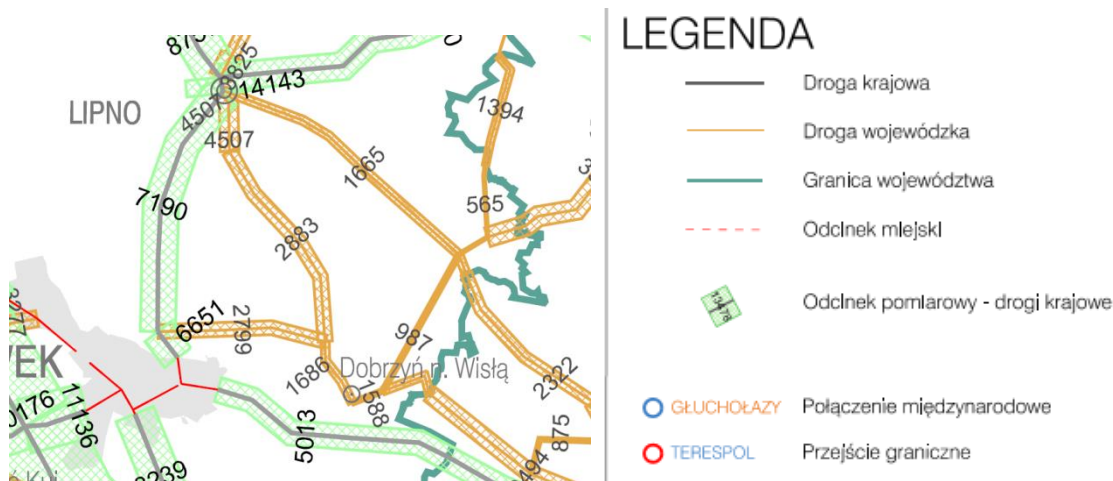 14143
4507
4507
LIPNO
1394
1665
7190
565
2883
6651
2799
987
1686
Dobrzyń n. Wisłą
1588
2322
11136
5013
875
LEGENDA
Droga krajowa
Droga wojewódzka
Granica województwa
Odcinek miejski
13478
Odcinek pomiarowy - drogi krajowe
GŁUCHOŁAZY Połączenie międzynarodowe
TERESPOL Przejście graniczne